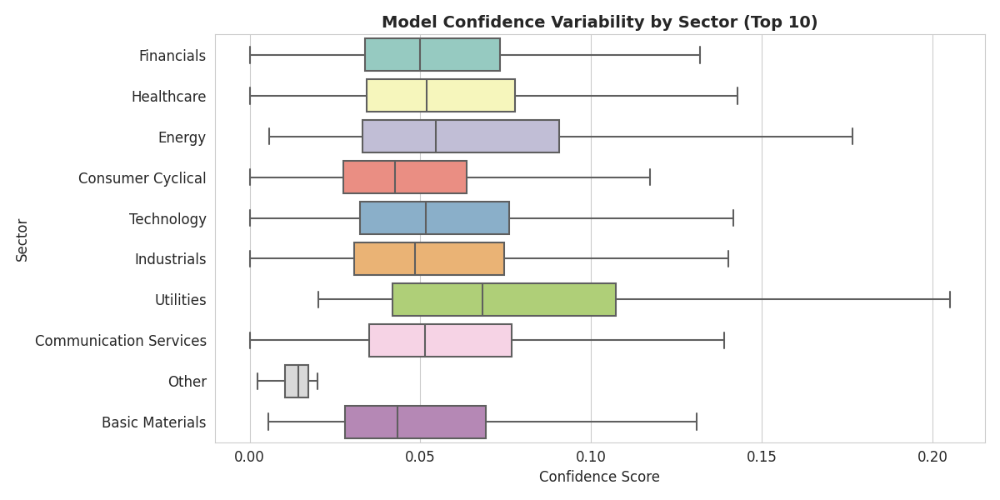 Model Confidence Variability by Sector (Top 10)
Sector
Financials
Healthcare
Energy
Consumer Cyclical
Technology
Industrials
Utilities
Communication Services
Other
Basic Materials
0.00 0.05 0.10 0.15 0.20
Confidence Score